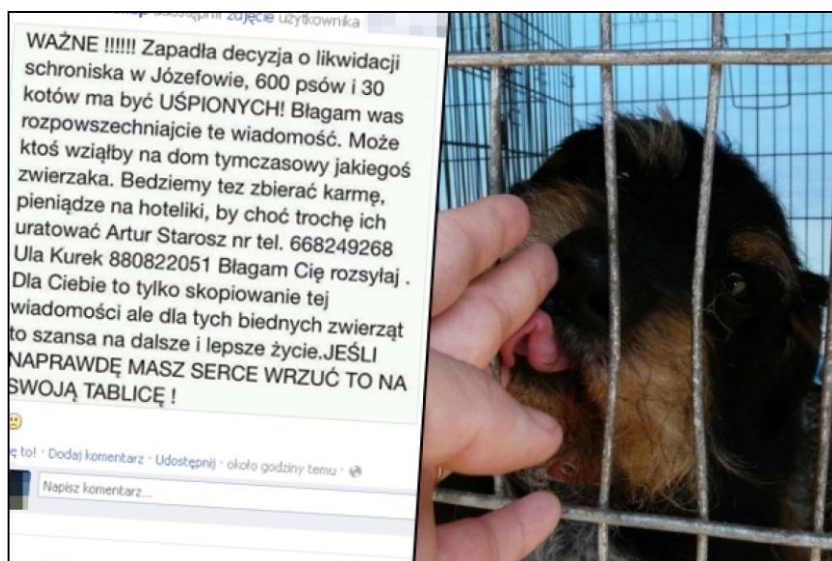 udostępnił zdjęcie użytkownika
WAŻNE !!!!!! Zapadła decyzja o likwidacji
schroniska w Józefowie, 600 psów i 30
kotów ma być UŚPIONYCH! Błagam was
rozpowszechniajcie te wiadomość. Może
ktoś wziąłby na dom tymczasowy jakiegoś
zwierzaka. Bedziemy tez zbierać karmę,
pieniądze na hoteliki, by choć trochę ich
uratować Artur Starosz nr tel. 668249268
Ula Kurek 880822051 Błagam Cię rozsyłaj .
Dla Ciebie to tylko skopiowanie tej
wiadomości ale dla tych biednych zwierząt
to szansa na dalsze i lepsze życie.JEŚLI
NAPRAWDĘ MASZ SERCE WRZUĆ TO NA
SWOJĄ TABLICĘ !
ę to! · Dodaj komentarz · Udostępnij · około godziny temu ·
Napisz komentarz...